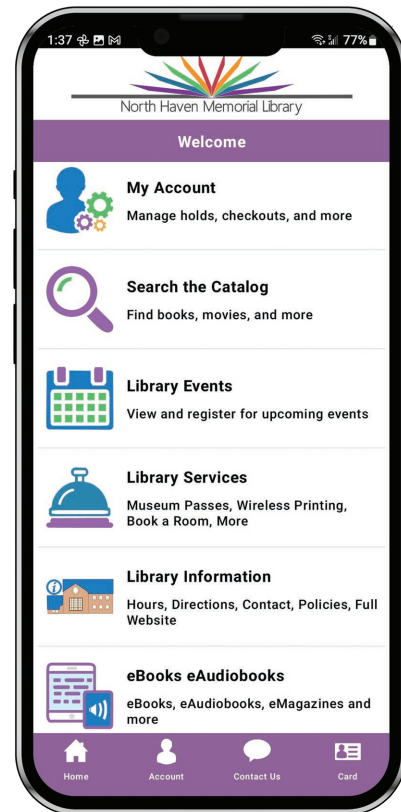 1:37 77%
North Haven Memorial Library
Welcome
My Account
Manage holds, checkouts, and more
Search the Catalog
Find books, movies, and more
Library Events
View and register for upcoming events
Library Services
Museum Passes, Wireless Printing,
Book a Room, More
Library Information
Hours, Directions, Contact, Policies, Full
Website
eBooks eAudiobooks
eBooks, eAudiobooks, eMagazines and
more
Home Account Contact Us Card